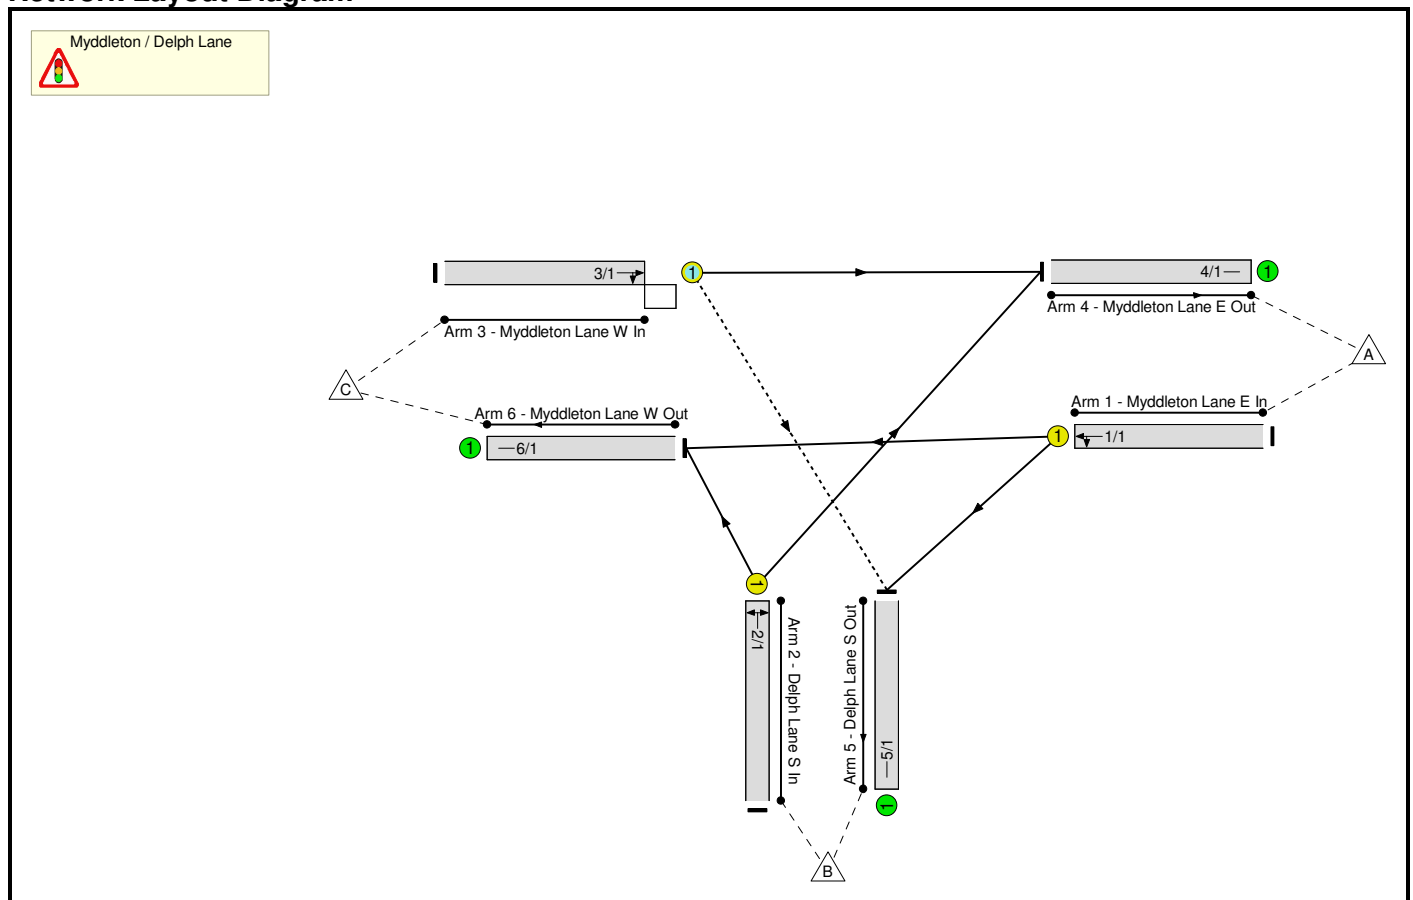 Network Layout Diagram
Myddleton / Delph Lane
3/1
1
4/1
1
Arm 3 - Myddleton Lane W In
Arm 4 - Myddleton Lane E Out
A
C
Arm 6 - Myddleton Lane W Out
Arm 1 - Myddleton Lane E In
1
6/1
1
1/1
1
2/1
Arm 2 - Delph Lane S In
Arm 5 - Delph Lane S Out
5/1
1
B